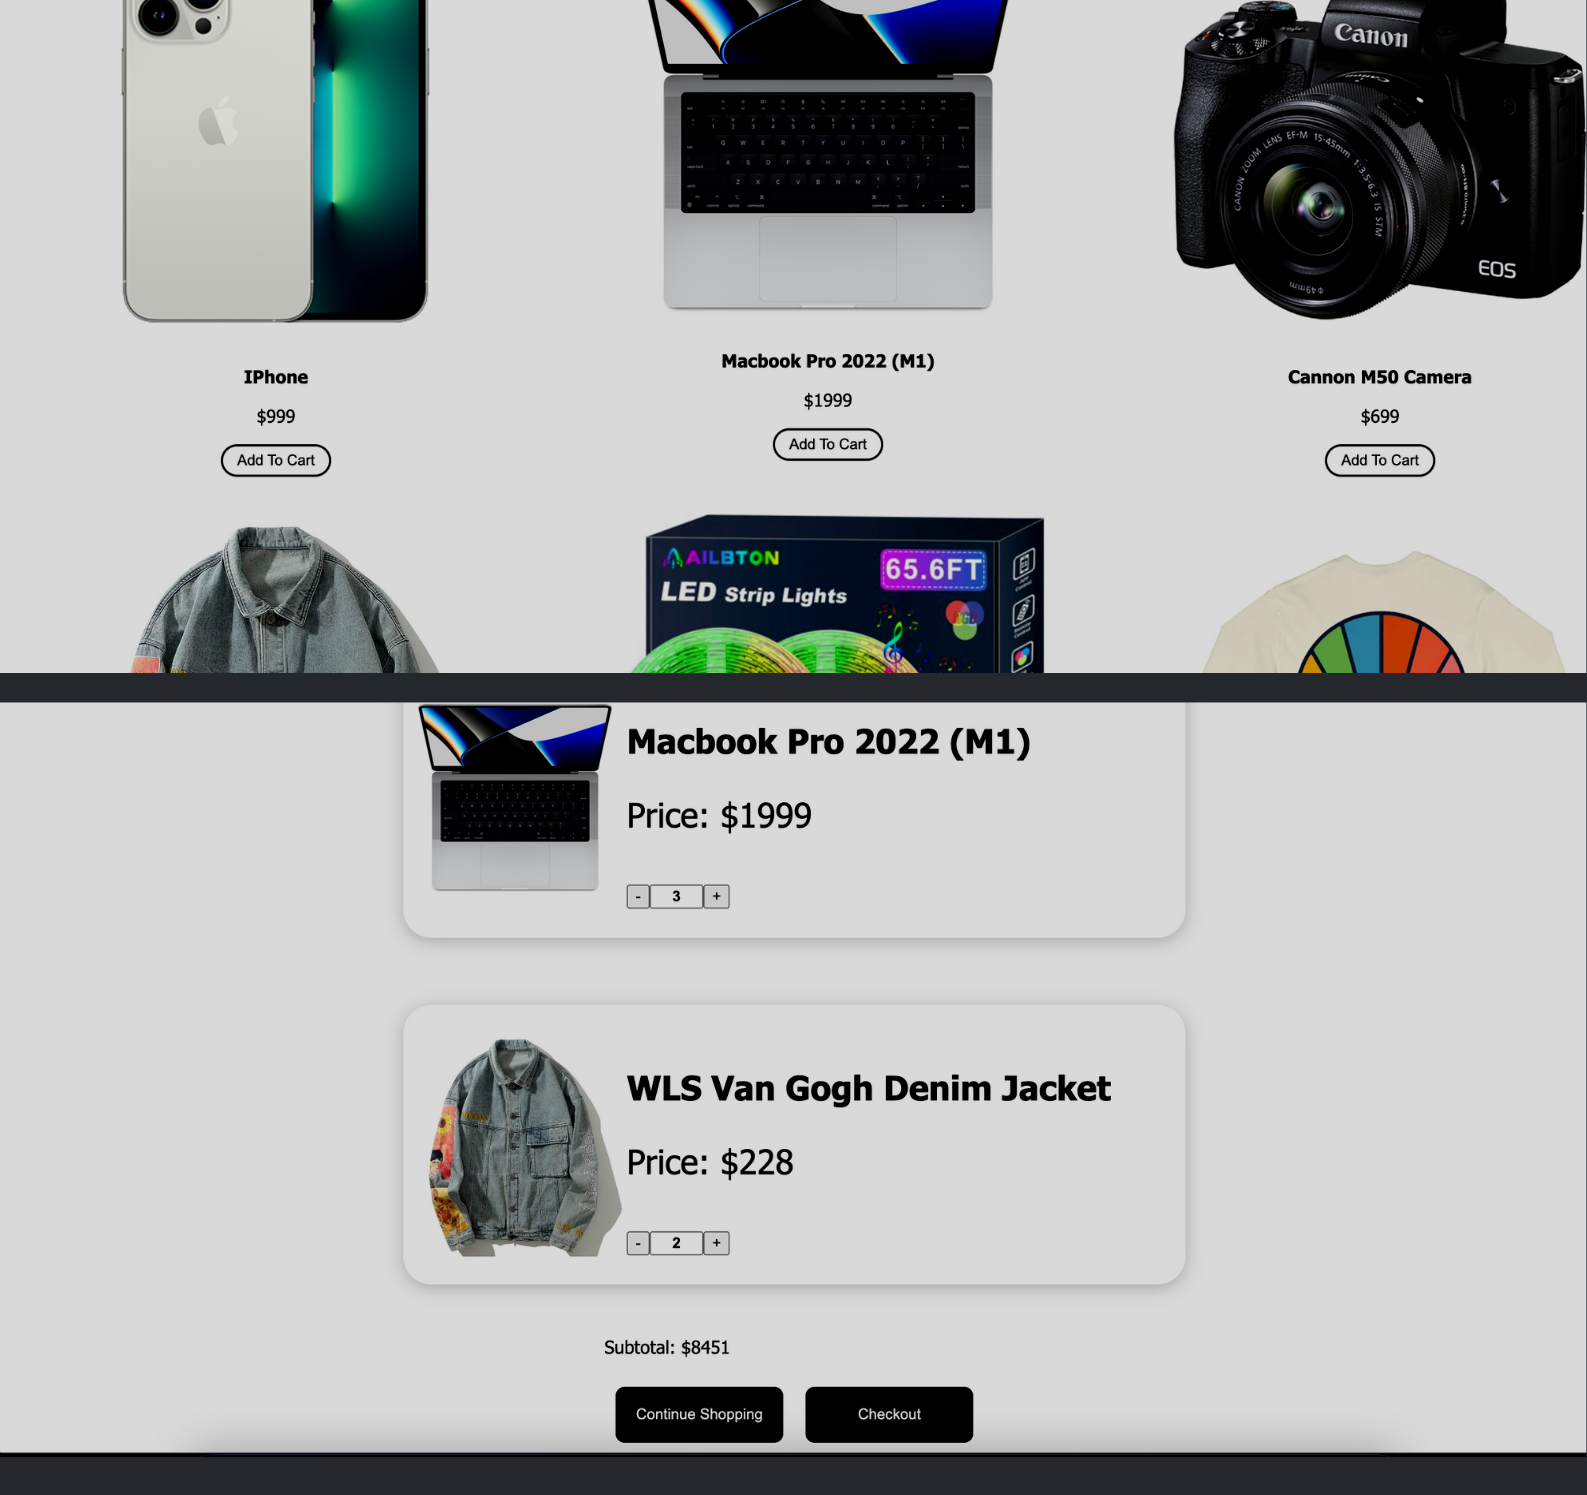 Canon
Canon
CANON ZOOM LENS EF-M 15-45mm 1:3.5-6.3 IS STM
Φ49mm
EOS
IPhone
$999
Add To Cart
Macbook Pro 2022 (M1)
$1999
Add To Cart
Cannon M50 Camera
$699
Add To Cart
AILBTON
65.6FT
LED Strip Lights
RGB
Macbook Pro 2022 (M1)
Price: $1999
- 3 +
WLS Van Gogh Denim Jacket
Price: $228
- 2 +
Subtotal: $8451
Continue Shopping
Checkout